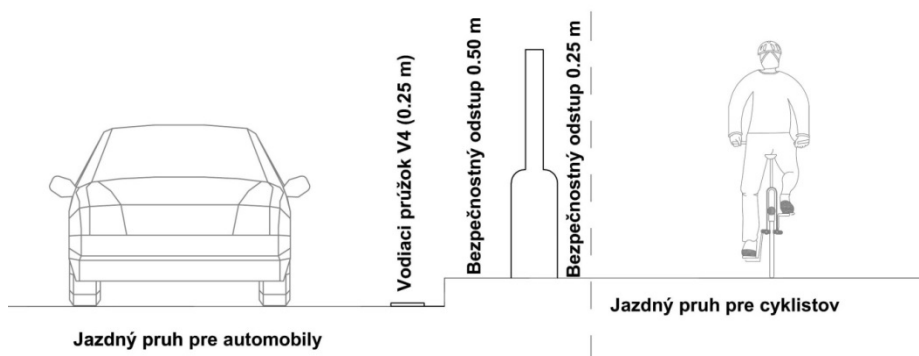 Vodiaci průžok V4 (0.25 m)
Bezpečnostný odstup 0.50 m
Bezpečnostný odstup 0.25 m
Jazdný pruh pre automobily
Jazdný pruh pre cyklistov